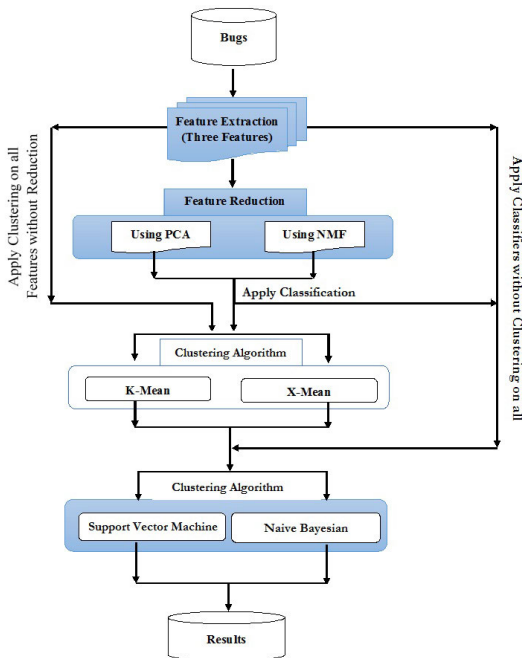 Bugs
Feature Extraction
(Three Features)
Apply Clustering on all
Features without Reduction
Apply Classifiers without Clustering on all
Feature Reduction
Using PCA
Using NMF
Apply Classification
Clustering Algorithm
K-Mean
X-Mean
Clustering Algorithm
Support Vector Machine
Naive Bayesian
Results